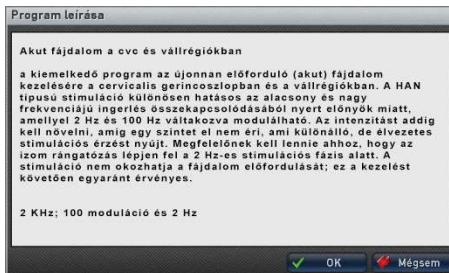 Program leírása
Akut fájdalom a cvc és vállrégiókban
a kiemelkedő program az újonnan előforduló (akut) fájdalom
kezelésére a cervicalis gerincoszlopban és a vállrégiókban. A HAN
típusú stimuláció különösen hatásos az alacsony és nagy
frekvenciájú ingerlés összekapcsolódásából nyert előnyök miatt,
amellyel 2 Hz és 100 Hz váltakozva modulálható. Az intenzitást addig
kell növelni, amíg egy szintet el nem éri, ami különálló, de élvezetes
stimulációs érzést nyújt. Megfelelőnek kell lennie ahhoz, hogy az
izom rángatózás lépjen fel a 2 Hz-es stimulációs fázis alatt. A
stimuláció nem okozhatja a fájdalom előfordulását; ez a kezelést
követően egyaránt érvényes.
2 KHz; 100 moduláció és 2 Hz
OK Mégsem